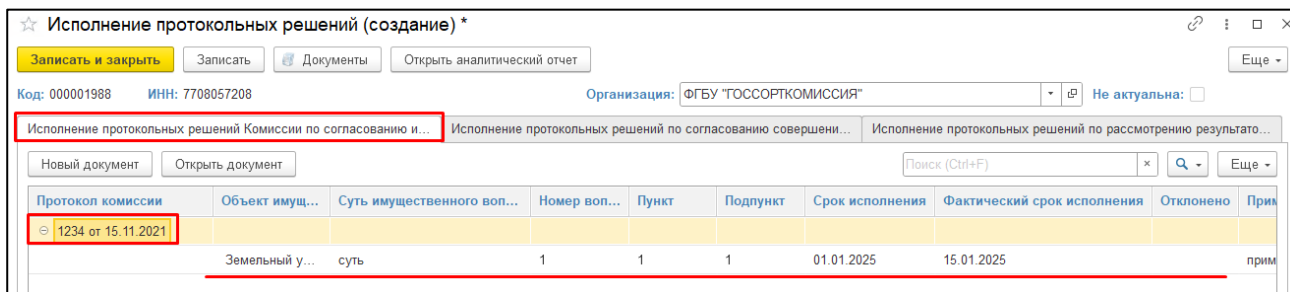 Исполнение протокольных решений (создание) *
Записать и закрыть Записать Документы Открыть аналитический отчет Еще
Код: 000001988 ИНН: 7708057208 Организация: ФГБУ "ГОССОРТКОМИССИЯ" Не актуальна:
Исполнение протокольных решений Комиссии по согласованию и... Исполнение протокольных решений по согласованию совершени... Исполнение протокольных решений по рассмотрению результато...
Новый документ Открыть документ Поиск (Ctrl+F) × Еще
Протокол комиссии Объект имущ... Суть имущественного воп... Номер воп... Пункт Подпункт Срок исполнения Фактический срок исполнения Отклонено Прим
1234 от 15.11.2021
Земельный у... суть 1 1 1 01.01.2025 15.01.2025 прим